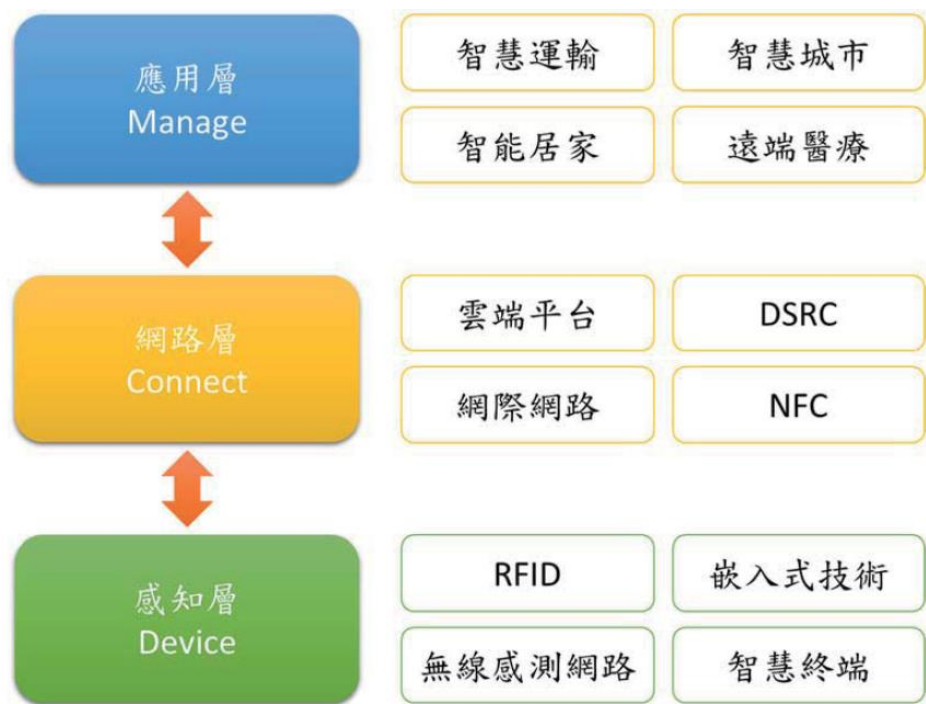 應用層
Manage
智慧運輸
智慧城市
智能居家
遠端醫療
網路層
Connect
雲端平台
DSRC
網際網路
NFC
感知層
Device
RFID
嵌入式技術
無線感測網路
智慧終端